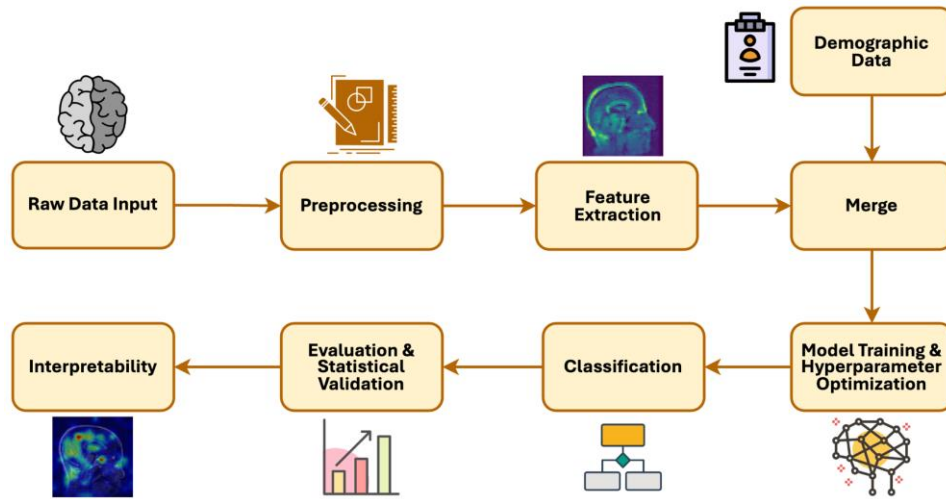 Demographic
Data
Raw Data Input
Preprocessing
Feature
Extraction
Merge
Interpretability
Evaluation &
Statistical
Validation
Classification
Model Training &
Hyperparameter
Optimization